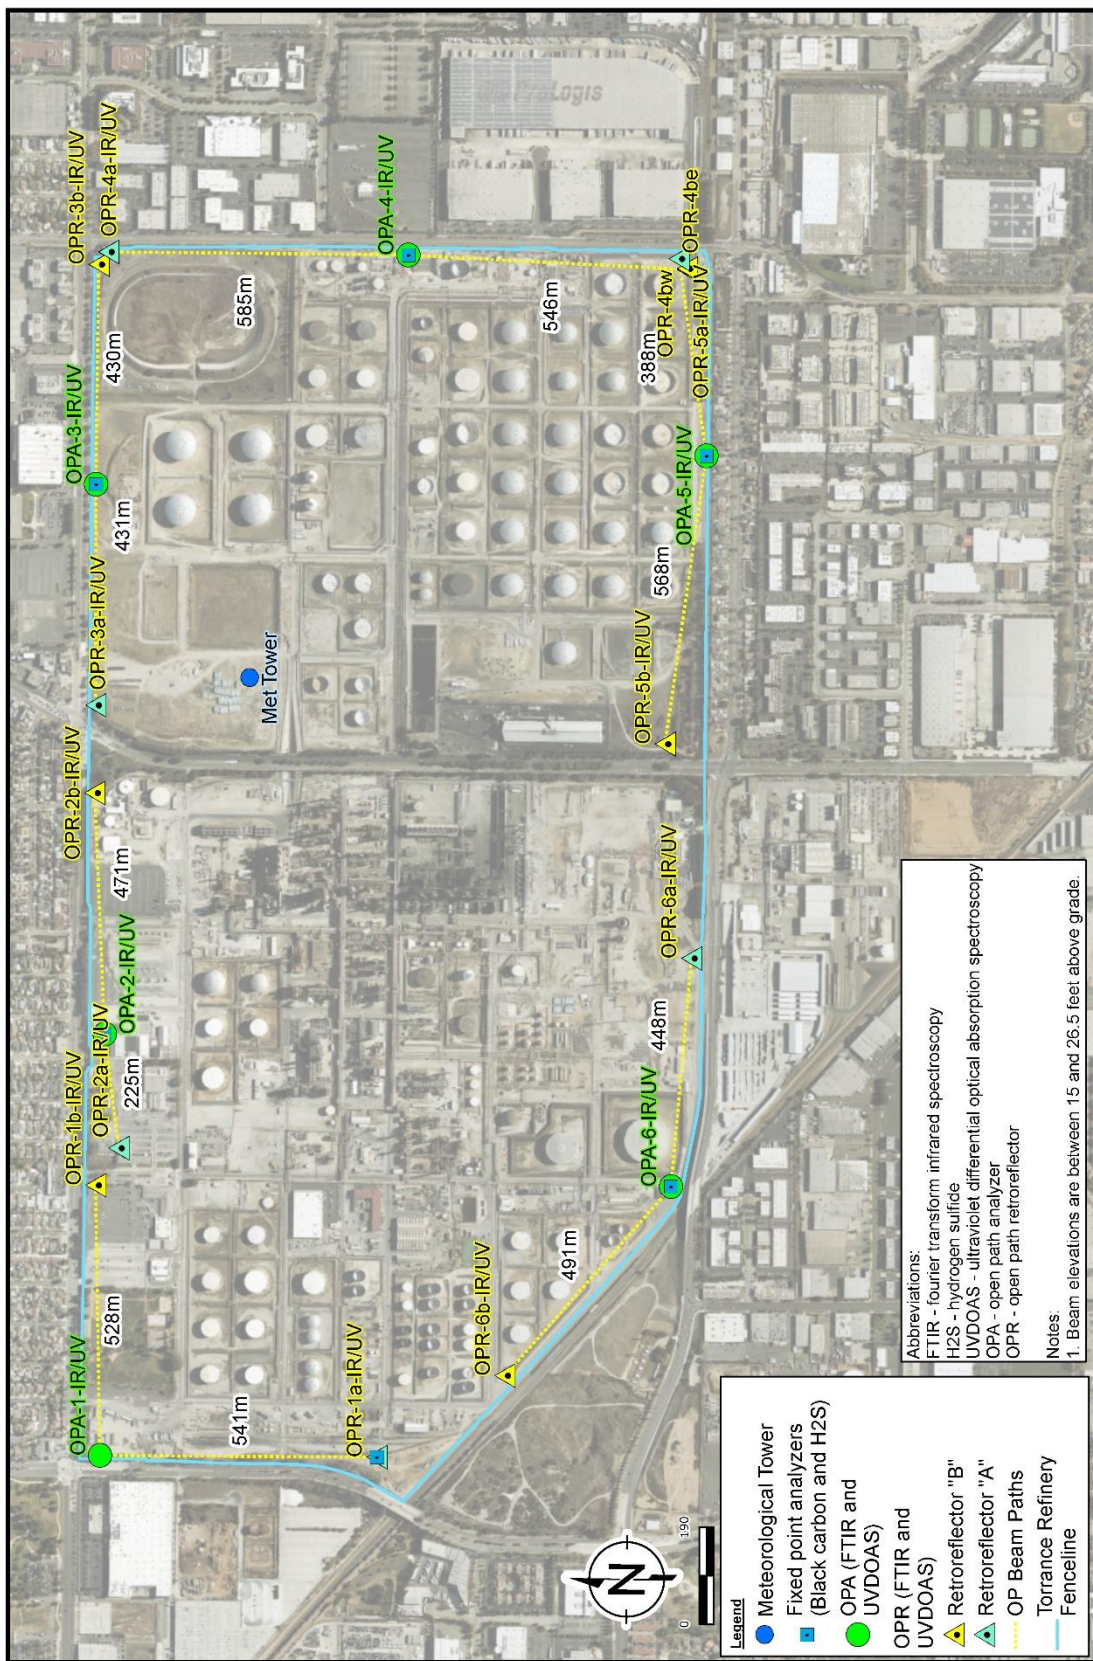 OPA-1-IR/UV
528m
OPR-1b-IR/UV
OPR-2a-IR/UV
225m
OPA-2-IR/UV
471m
OPR-2b-IR/UV
OPR-3a-IR/UV
431m
OPA-3-IR/UV
430m
OPR-3b-IR/UV
OPR-4a-IR/UV
585m
OPA-4-IR/UV
546m
OPR-4be
OPR-4bw
388m
OPR-5a-IR/UV
OPA-5-IR/UV
568m
OPR-5b-IR/UV
Met Tower
OPR-6a-IR/UV
448m
OPA-6-IR/UV
491m
OPR-6b-IR/UV
541m
OPR-1a-IR/UV
ProLogis
N
0 190
Legend
Meteorological Tower
Fixed point analyzers
(Black carbon and H2S)
OPA (FTIR and
UVDOAS)
OPR (FTIR and
UVDOAS)
Retroreflector "B"
Retroreflector "A"
OP Beam Paths
Torrance Refinery
Fenceline
Abbreviations:
FTIR - fourier transform infrared spectroscopy
H2S - hydrogen sulfide
UVDOAS - ultraviolet differential optical absorption spectroscopy
OPA - open path analyzer
OPR - open path retroreflector
Notes:
1. Beam elevations are between 15 and 26.5 feet above grade.